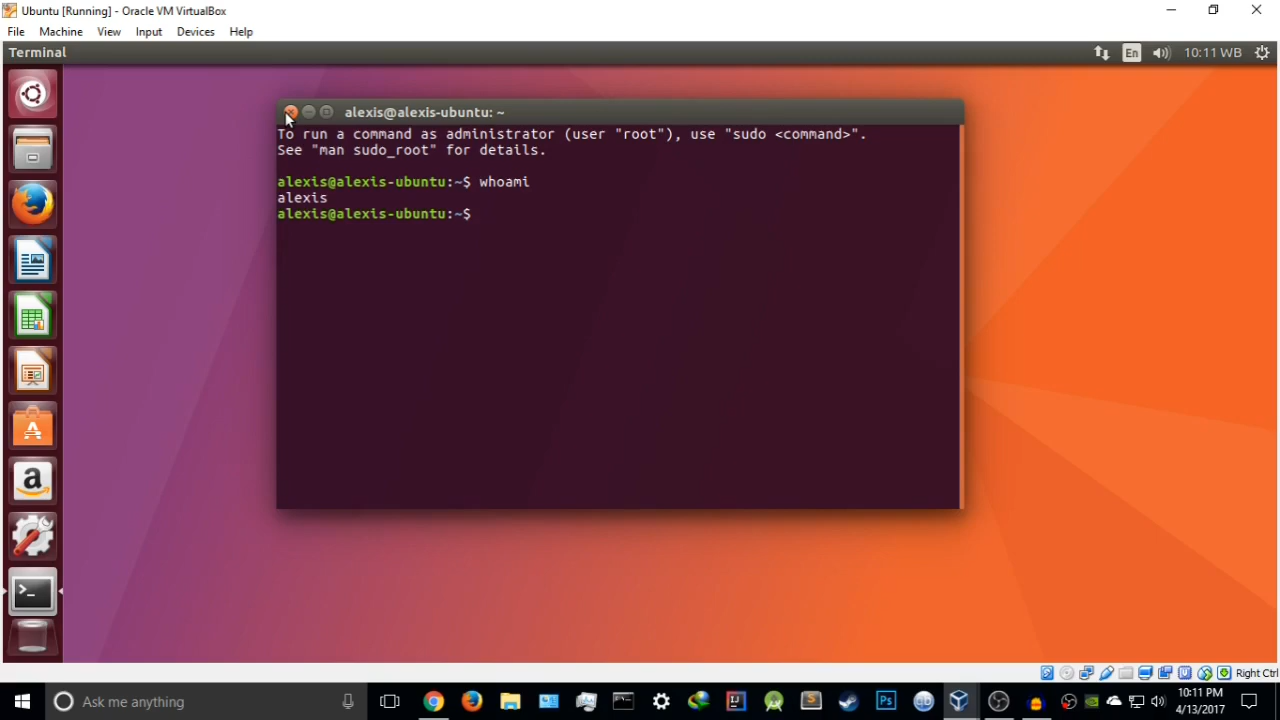 Ubuntu [Running] - Oracle VM VirtualBox
File Machine View Input Devices Help
Terminal
En
10:11 WB
alexis@alexis-ubuntu: ~
To run a command as administrator (user "root"), use "sudo <command>".
See "man sudo_root" for details.
alexis@alexis-ubuntu:~$ whoami
alexis
alexis@alexis-ubuntu:~$
A
a
>_
Right Ctrl
Ask me anything
Ps
10:11 PM
4/13/2017